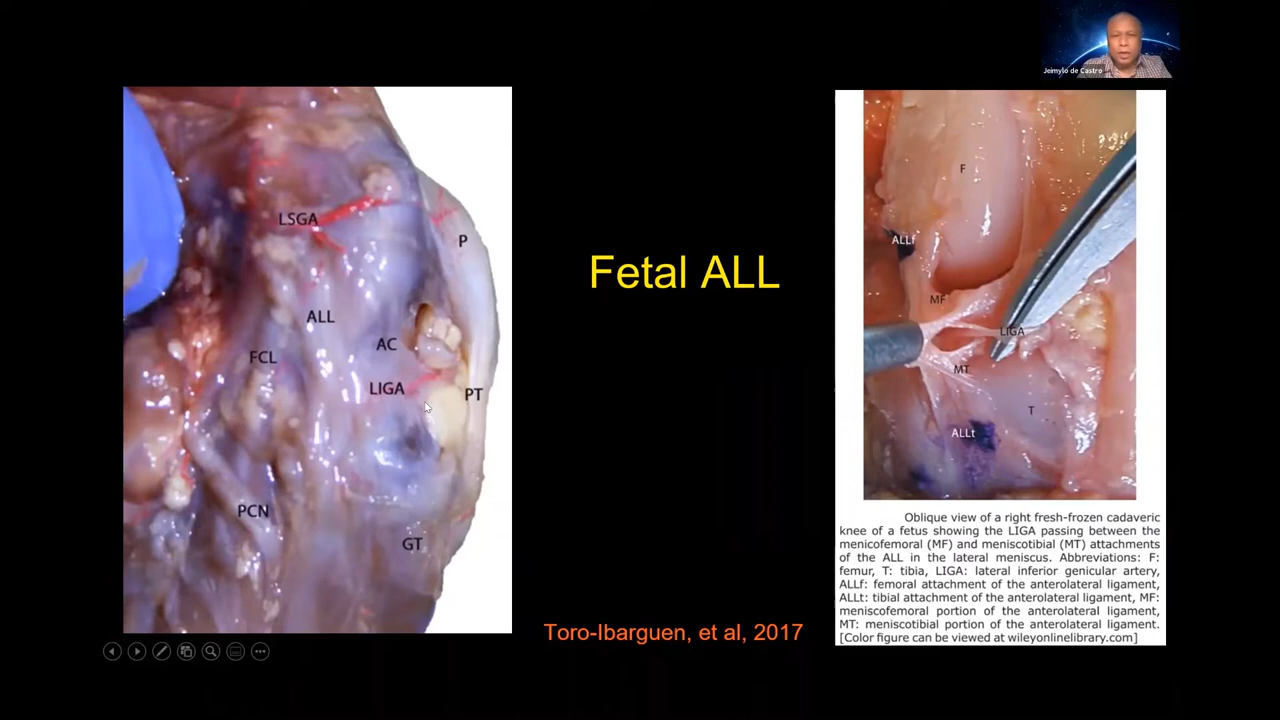 Jeimylo de Castro
LSGA
P
ALL
AC
FCL
LIGA
PT
PCN
GT
Fetal ALL
Toro-Ibarguen, et al, 2017
F
ALLf
MF
LIGA
MT
T
ALLt
Oblique view of a right fresh-frozen cadaveric
knee of a fetus showing the LIGA passing between the
menicofemoral (MF) and meniscotibial (MT) attachments
of the ALL in the lateral meniscus. Abbreviations: F:
femur, T: tibia, LIGA: lateral inferior genicular artery,
ALLf: femoral attachment of the anterolateral ligament,
ALLt: tibial attachment of the anterolateral ligament, MF:
meniscofemoral portion of the anterolateral ligament,
MT: meniscotibial portion of the anterolateral ligament.
[Color figure can be viewed at wileyonlinelibrary.com]